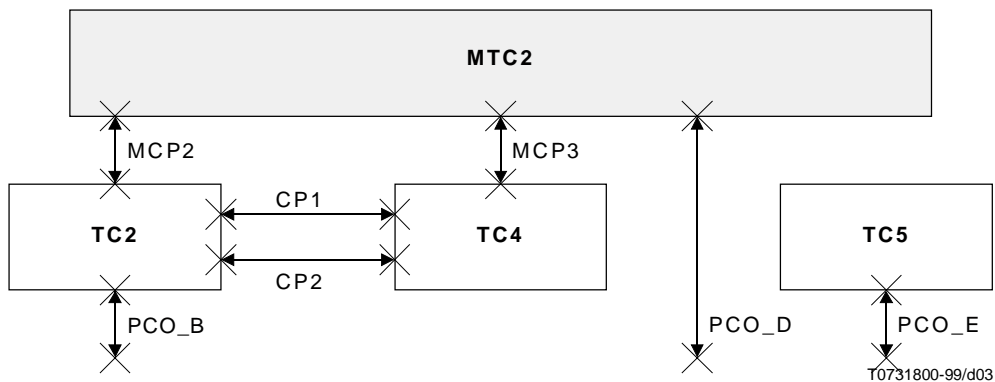 MTC2
MCP2
MCP3
CP1
TC2
TC4
TC5
CP2
PCO_B
PCO_D
PCO_E
T0731800-99/d03